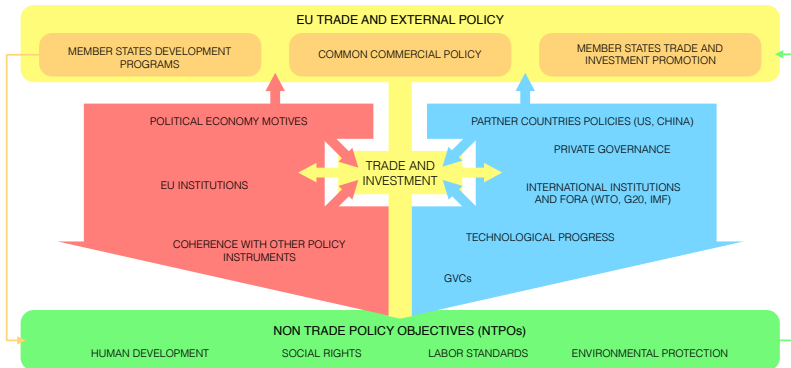 EU TRADE AND EXTERNAL POLICY
MEMBER STATES DEVELOPMENT
PROGRAMS
COMMON COMMERCIAL POLICY
MEMBER STATES TRADE AND
INVESTMENT PROMOTION
POLITICAL ECONOMY MOTIVES
PARTNER COUNTRIES POLICIES (US, CHINA)
PRIVATE GOVERNANCE
TRADE AND
INVESTMENT
EU INSTITUTIONS
INTERNATIONAL INSTITUTIONS
AND FORA (WTO, G20, IMF)
COHERENCE WITH OTHER POLICY
INSTRUMENTS
TECHNOLOGICAL PROGRESS
GVCs
NON TRADE POLICY OBJECTIVES (NTPOs)
HUMAN DEVELOPMENT
SOCIAL RIGHTS
LABOR STANDARDS
ENVIRONMENTAL PROTECTION